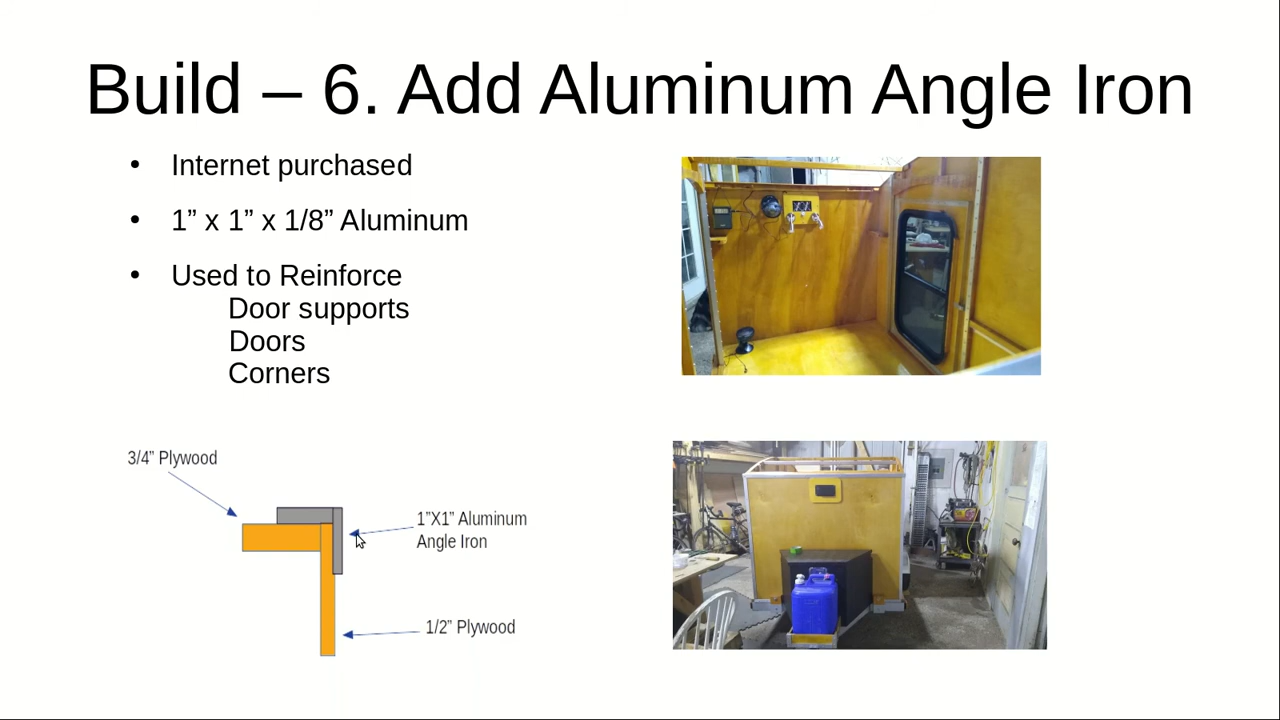 Build – 6. Add Aluminum Angle Iron
• Internet purchased
• 1” x 1” x 1/8” Aluminum
• Used to Reinforce
Door supports
Doors
Corners
3/4” Plywood
1”X1” Aluminum
Angle Iron
1/2” Plywood